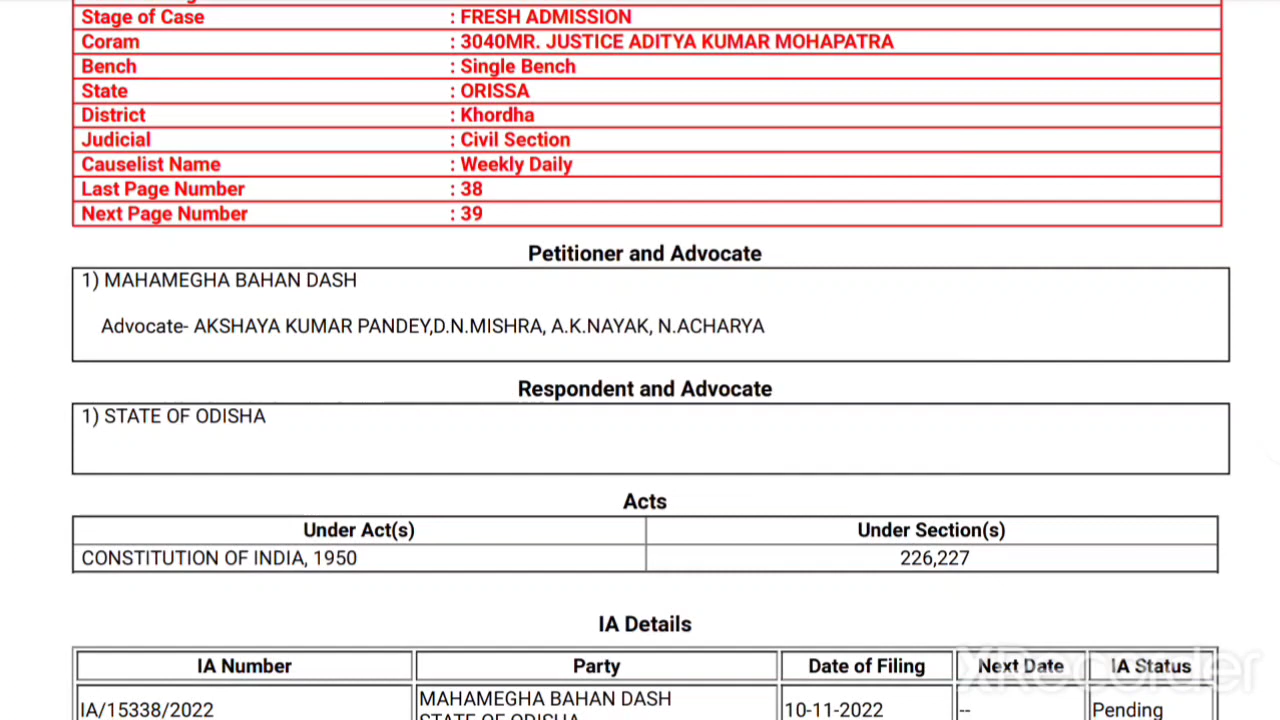 Stage of Case : FRESH ADMISSION
Coram : 3040MR. JUSTICE ADITYA KUMAR MOHAPATRA
Bench : Single Bench
State : ORISSA
District : Khordha
Judicial : Civil Section
Causelist Name : Weekly Daily
Last Page Number : 38
Next Page Number : 39
Petitioner and Advocate
1) MAHAMEGHA BAHAN DASH
Advocate- AKSHAYA KUMAR PANDEY,D.N.MISHRA, A.K.NAYAK, N.ACHARYA
Respondent and Advocate
1) STATE OF ODISHA
Acts
Under Act(s) Under Section(s)
CONSTITUTION OF INDIA, 1950 226,227
IA Details
IA Number Party Date of Filing Next Date IA Status
XRecorder
MAHAMEGHA BAHAN DASH
IA/15338/2022 10-11-2022 -- Pending
STATE OF ODISHA